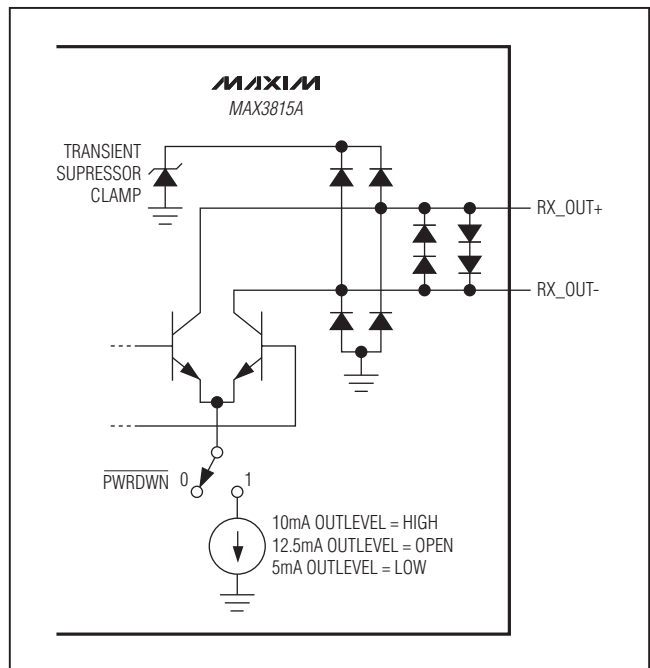 MAXIM
MAX3815A
TRANSIENT
SUPRESSOR
CLAMP
RX_OUT+
RX_OUT-
PWRDWN 0 1
10mA OUTLEVEL = HIGH
12.5mA OUTLEVEL = OPEN
5mA OUTLEVEL = LOW